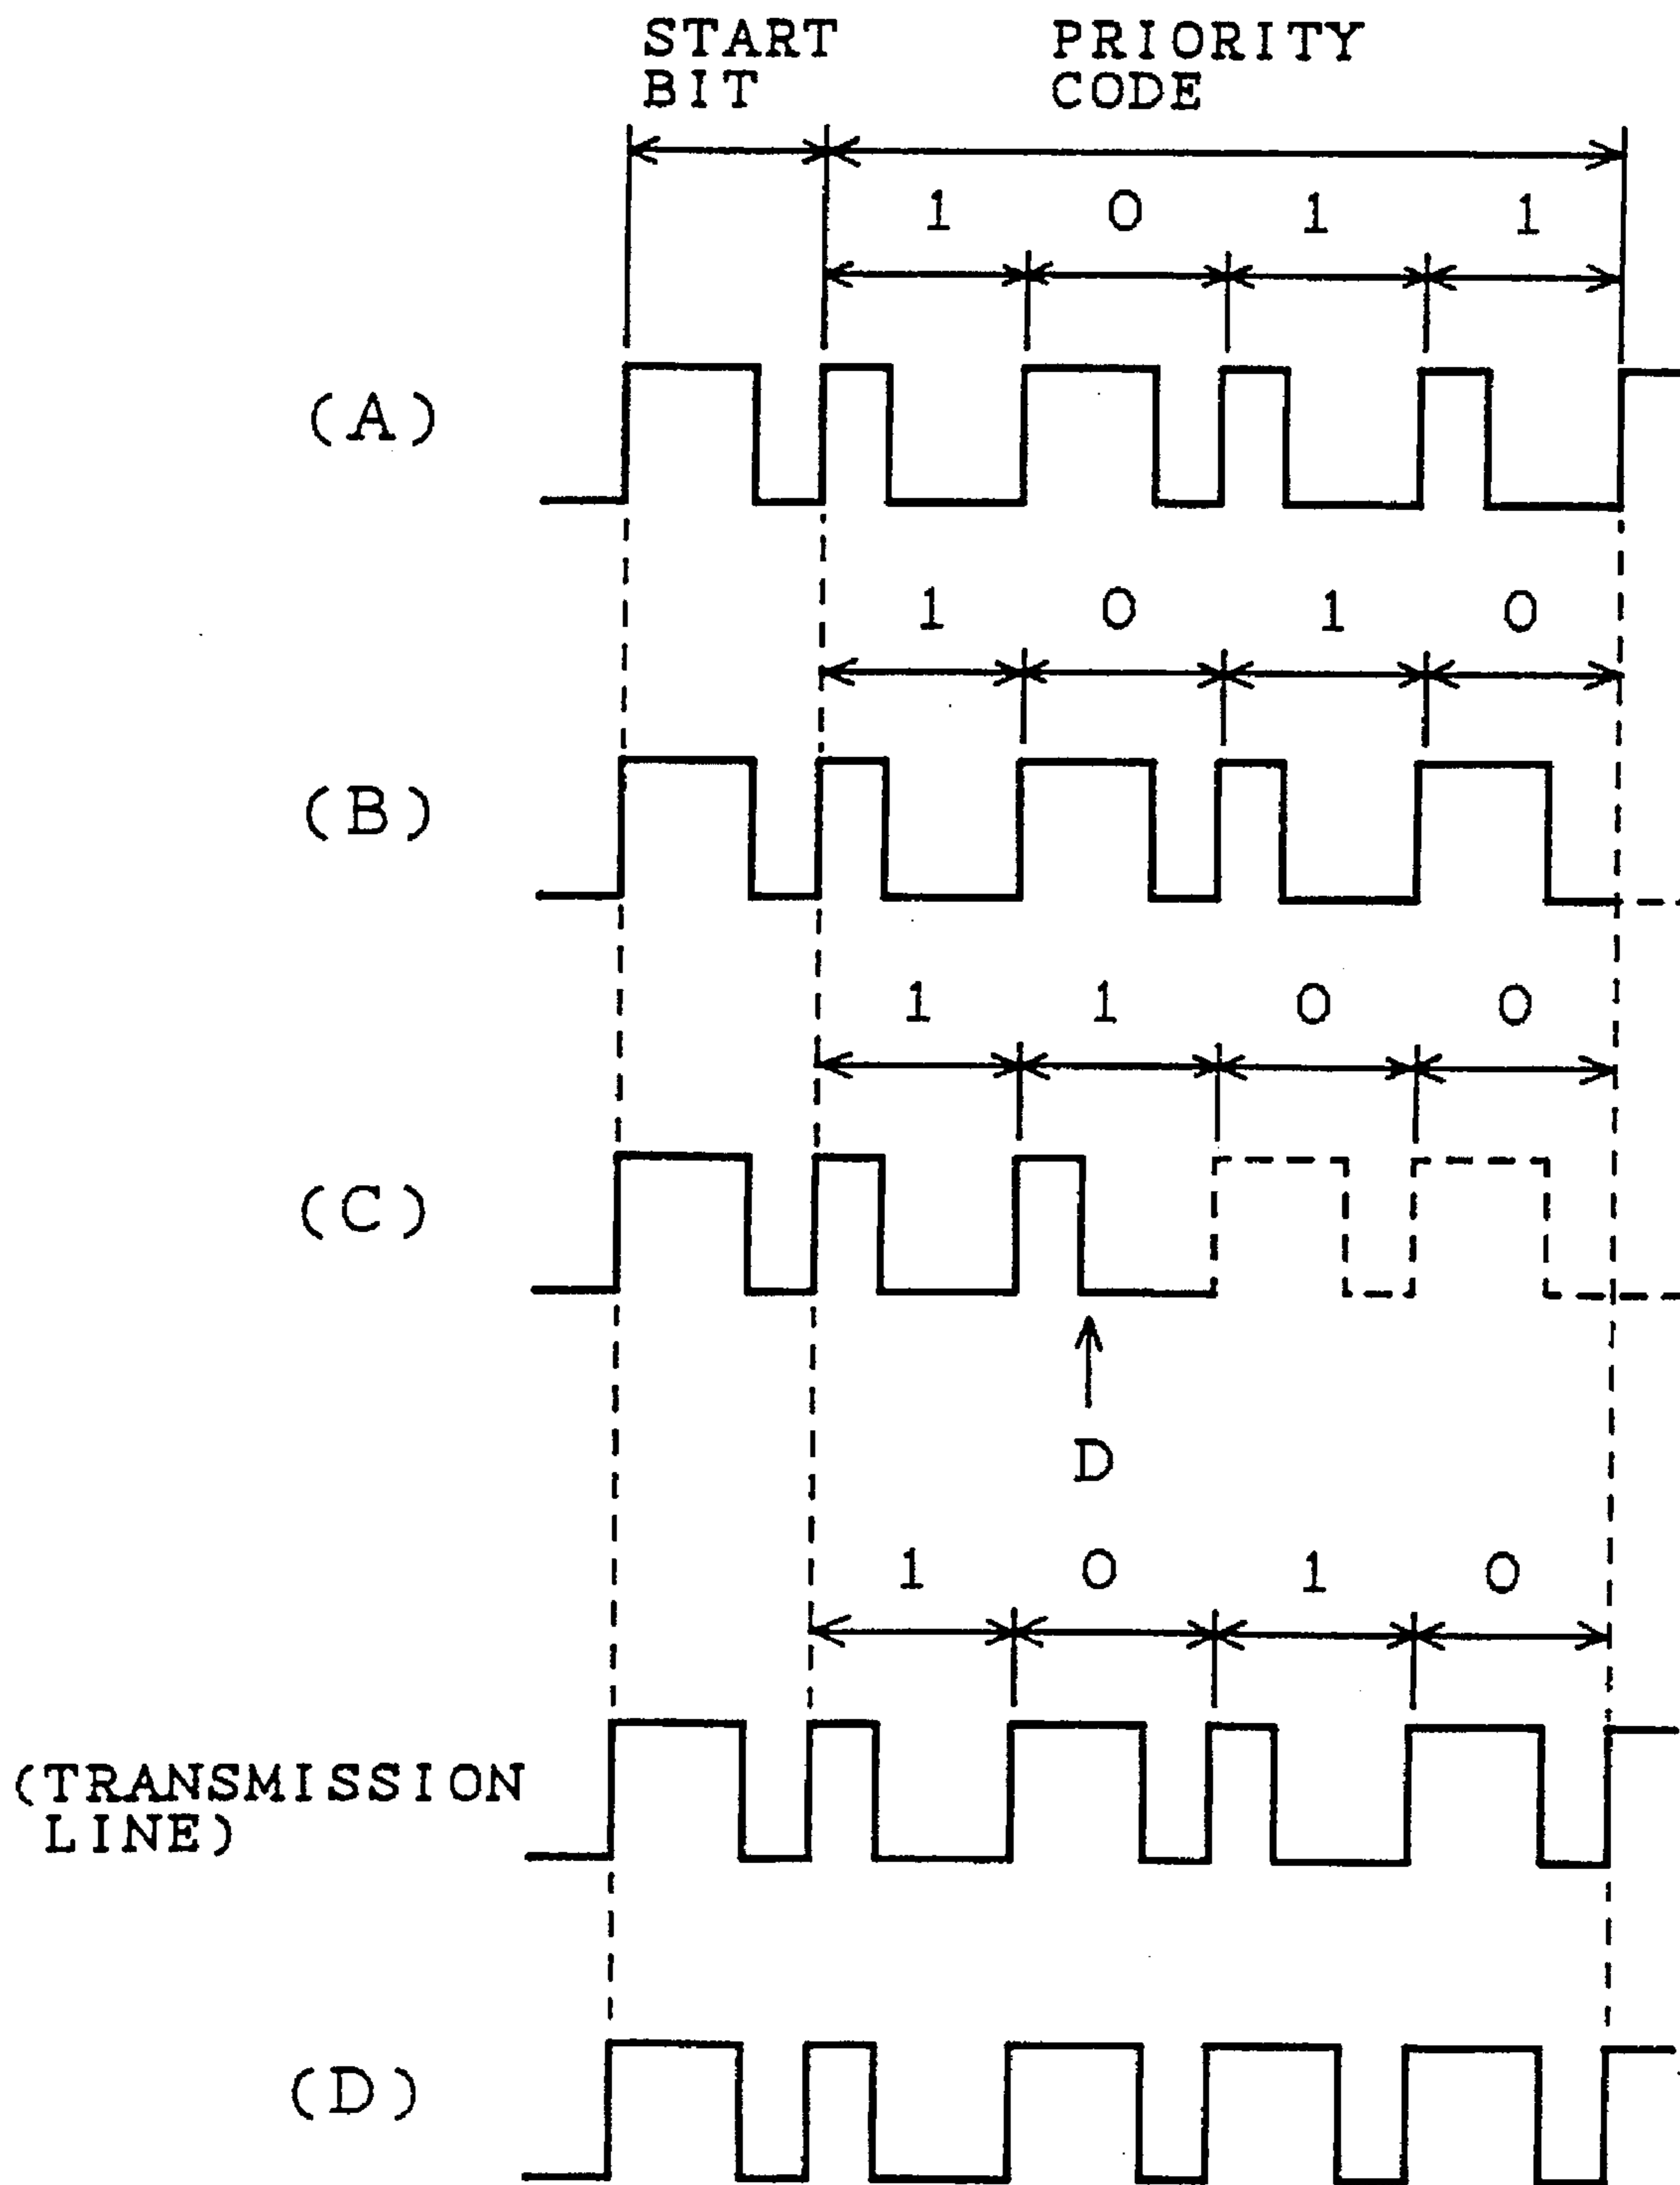 START BIT
PRIORITY CODE
1 0 1 1
(A)
1 0 1 0
(B)
1 1 0 0
(C)
D
1 0 1 0
(TRANSMISSION LINE)
(D)